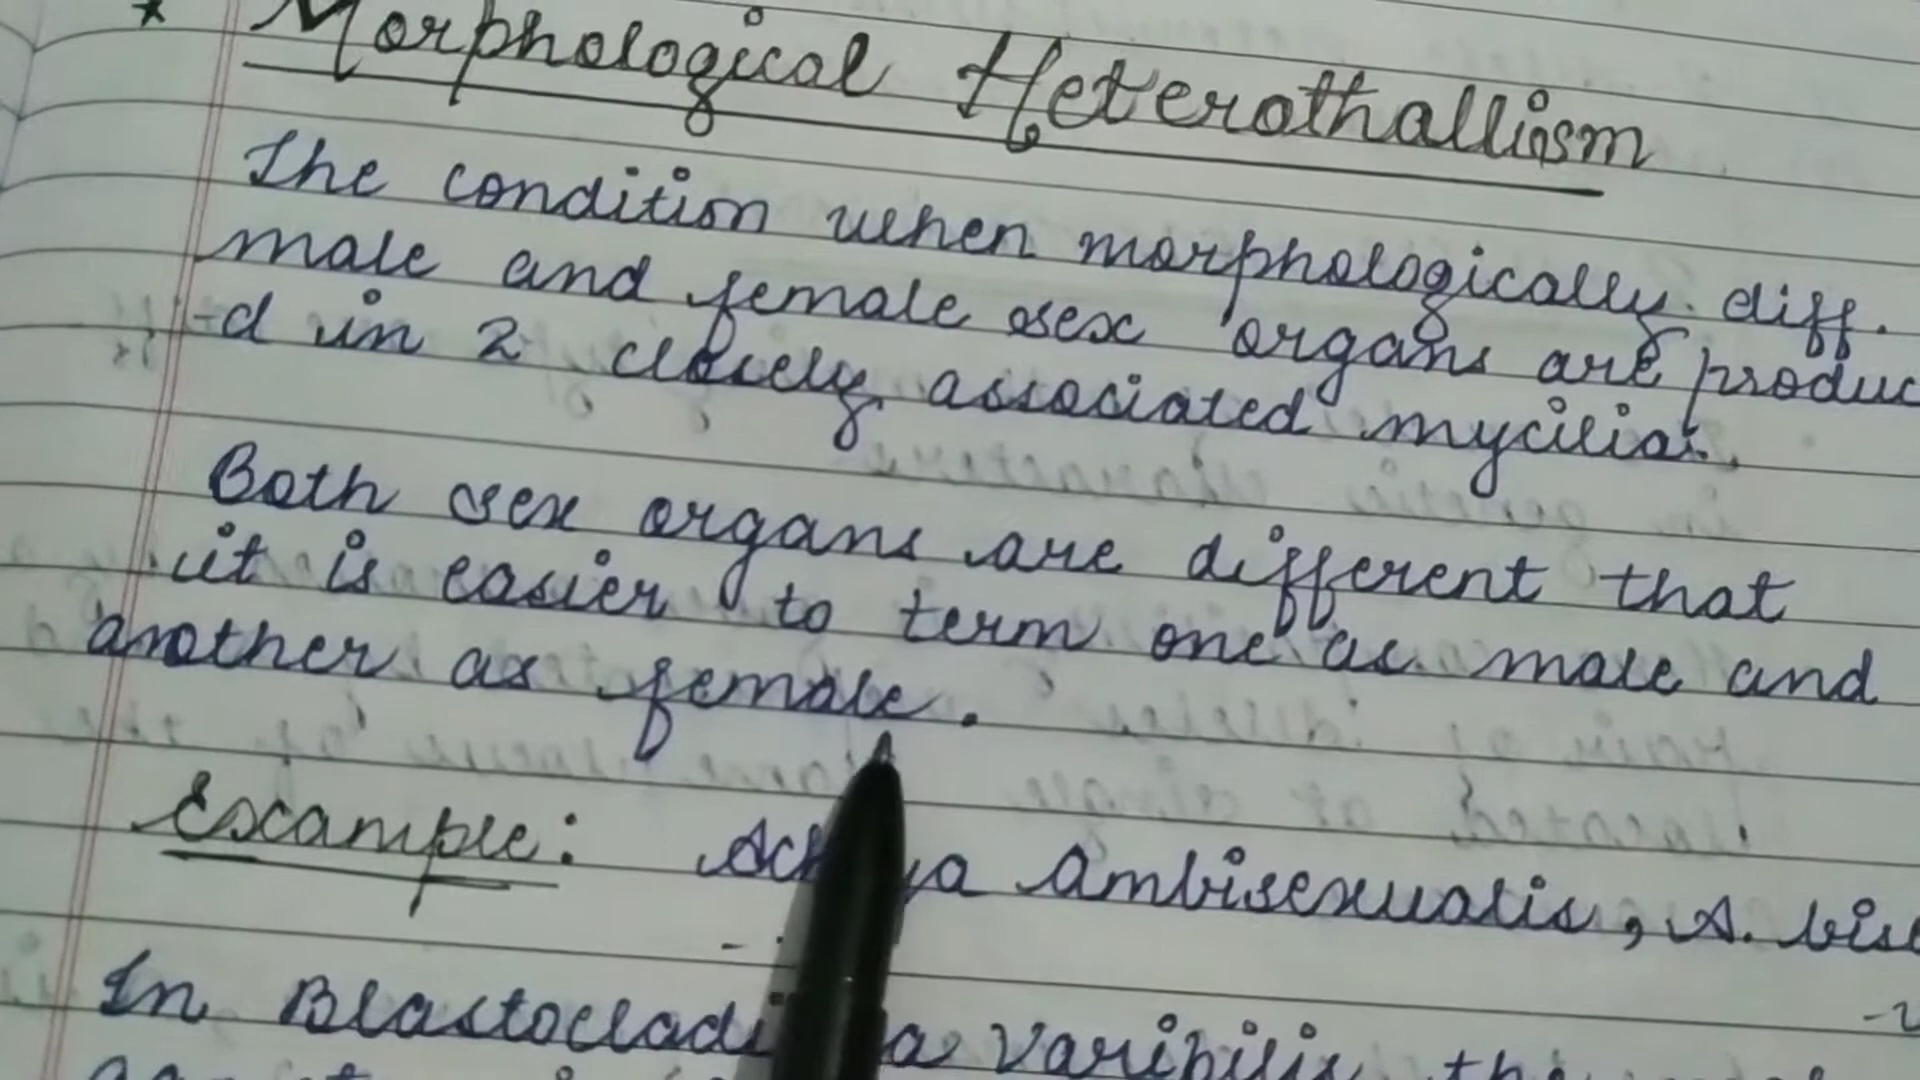 * Morphological Heterothallism
The condition when morphologically diff.
male and female sex organs are produc
-d in 2 closely associated mycilia.
Both sex organs are different that
it is easier to term one as male and
another as female.
Example: Ambisexualis, A.
In